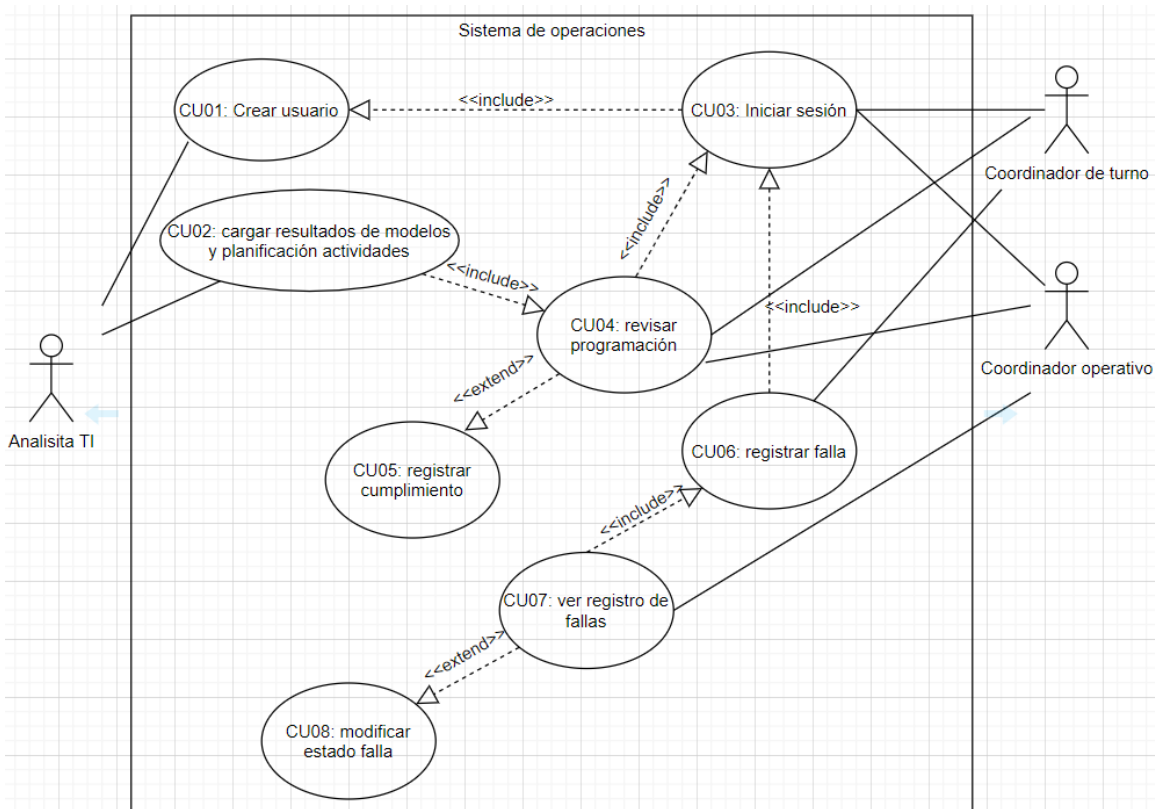 Sistema de operaciones
CU01: Crear usuario
<<include>>
CU03: Iniciar sesión
Coordinador de turno
CU02: cargar resultados de modelos
y planificación actividades
<<include>>
<<include>>
<<include>>
CU04: revisar
programación
Coordinador operativo
<<extend>>
Analisita TI
CU05: registrar
cumplimiento
CU06: registrar falla
<<include>>
CU07: ver registro de
fallas
<<extend>>
CU08: modificar
estado falla